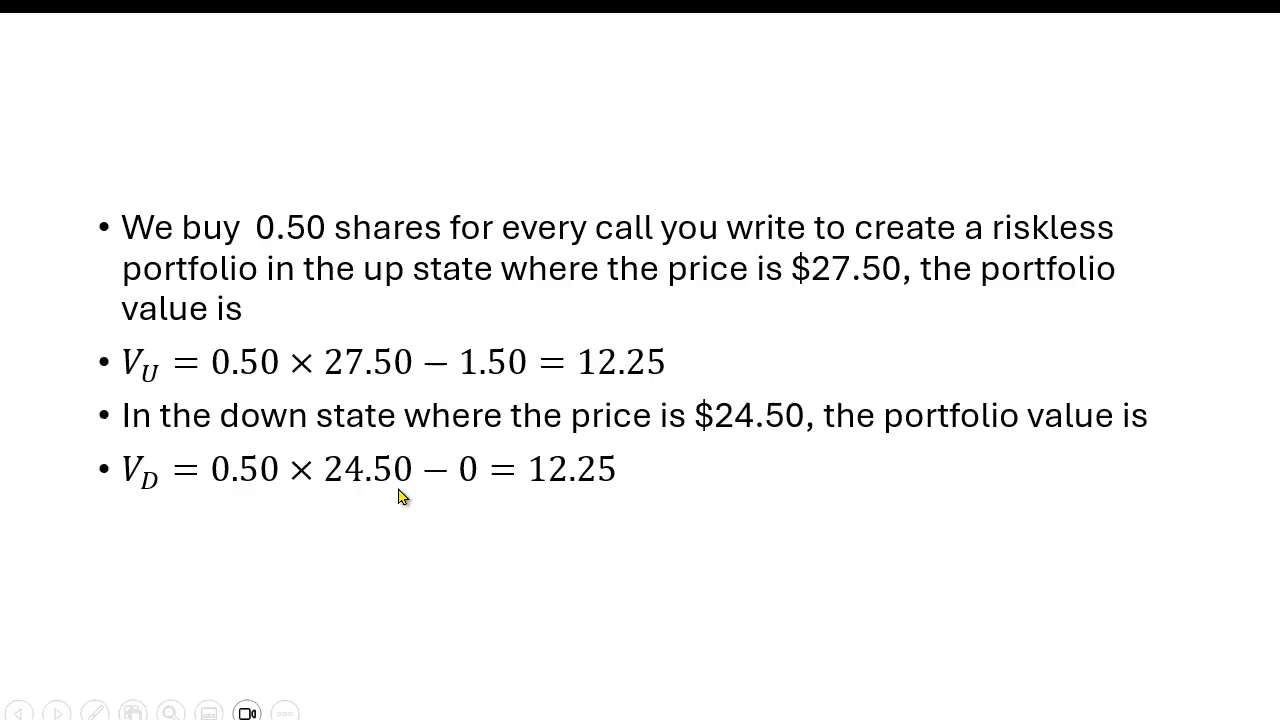 • We buy  0.50 shares for every call you write to create a riskless
portfolio in the up state where the price is $27.50, the portfolio
value is
• V_U = 0.50 × 27.50 − 1.50 = 12.25
• In the down state where the price is $24.50, the portfolio value is
• V_D = 0.50 × 24.50 − 0 = 12.25